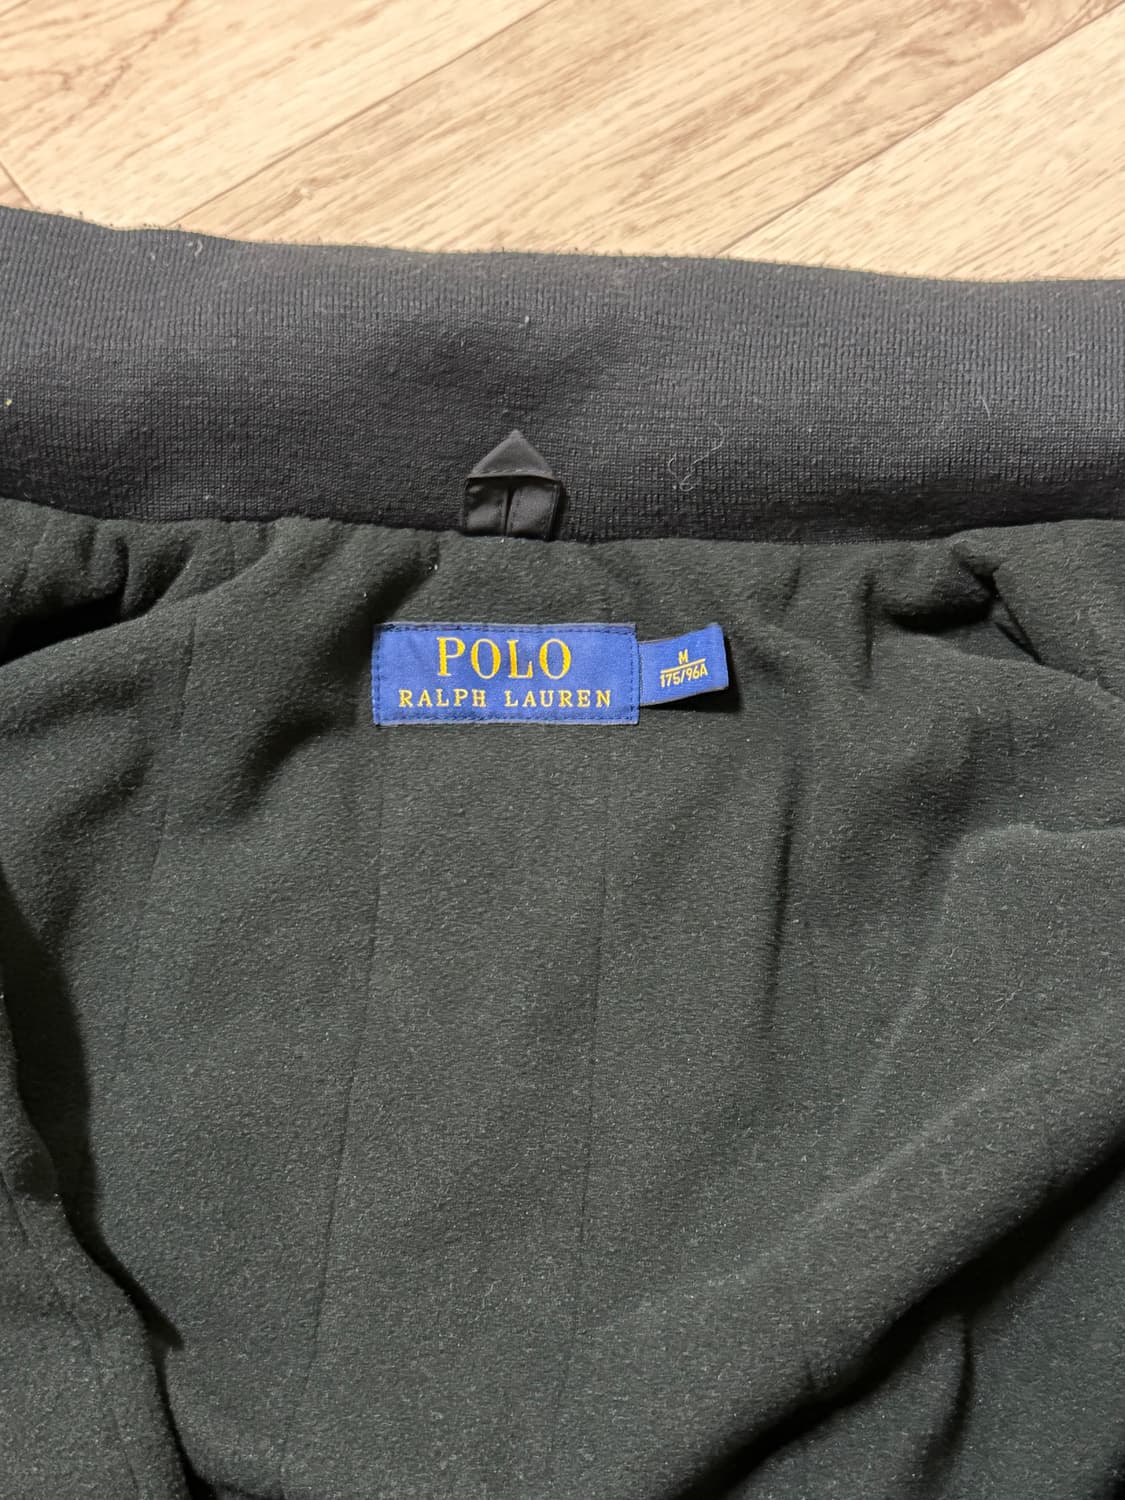 POLO
RALPH LAUREN
M
175/96A